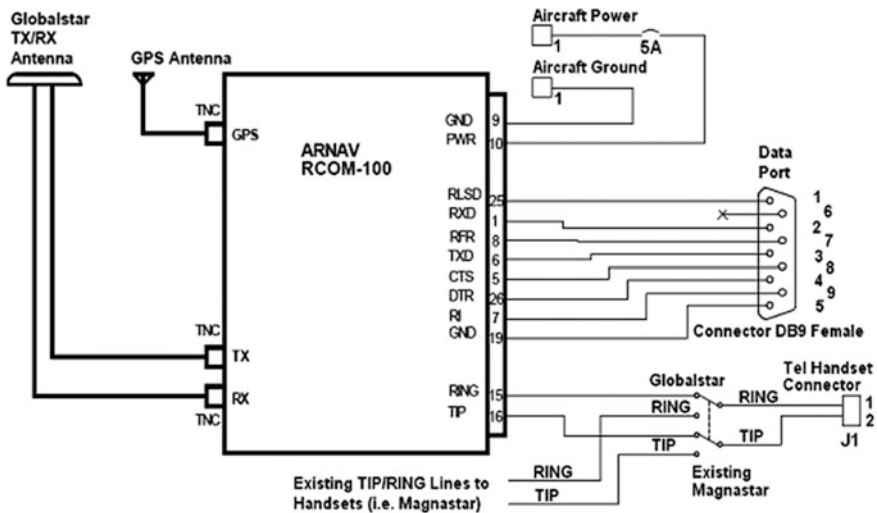 Globalstar
TX/RX
Antenna
GPS Antenna
TNC
GPS
ARNAV
RCOM-100
TNC
TX
RX
TNC
Aircraft Power
1
5A
Aircraft Ground
1
GND 9
PWR 10
RLSD 25
RXD 1
RFR 8
TXD 6
CTS 5
DTR 26
RI 7
GND 19
RING 15
TIP 16
Data
Port
1
6
2
7
3
8
4
9
5
Connector DB9 Female
Tel Handset
Connector
Globalstar
RING
RING
1
2
J1
TIP
TIP
Existing
Magnastar
Existing TIP/RING Lines to
Handsets (i.e. Magnastar)
RING
TIP